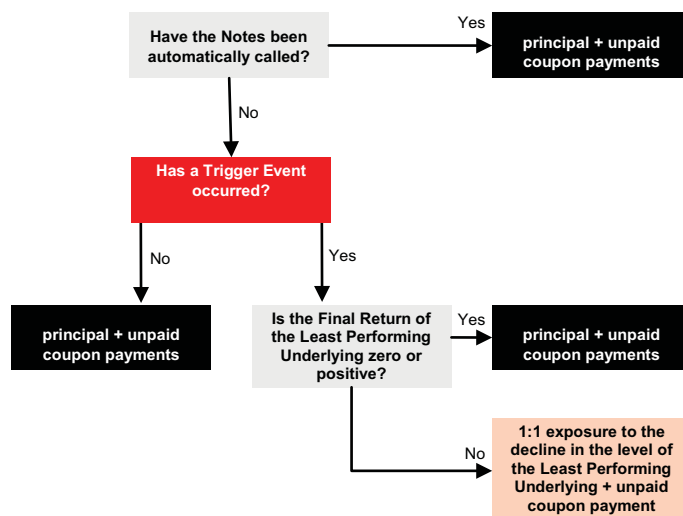 Have the Notes been
automatically called?
Yes
principal + unpaid
coupon payments
No
Has a Trigger Event
occurred?
No
Yes
principal + unpaid
coupon payments
Is the Final Return of
the Least Performing
Underlying zero or
positive?
Yes
principal + unpaid
coupon payments
No
1:1 exposure to the
decline in the level of
the Least Performing
Underlying + unpaid
coupon payment